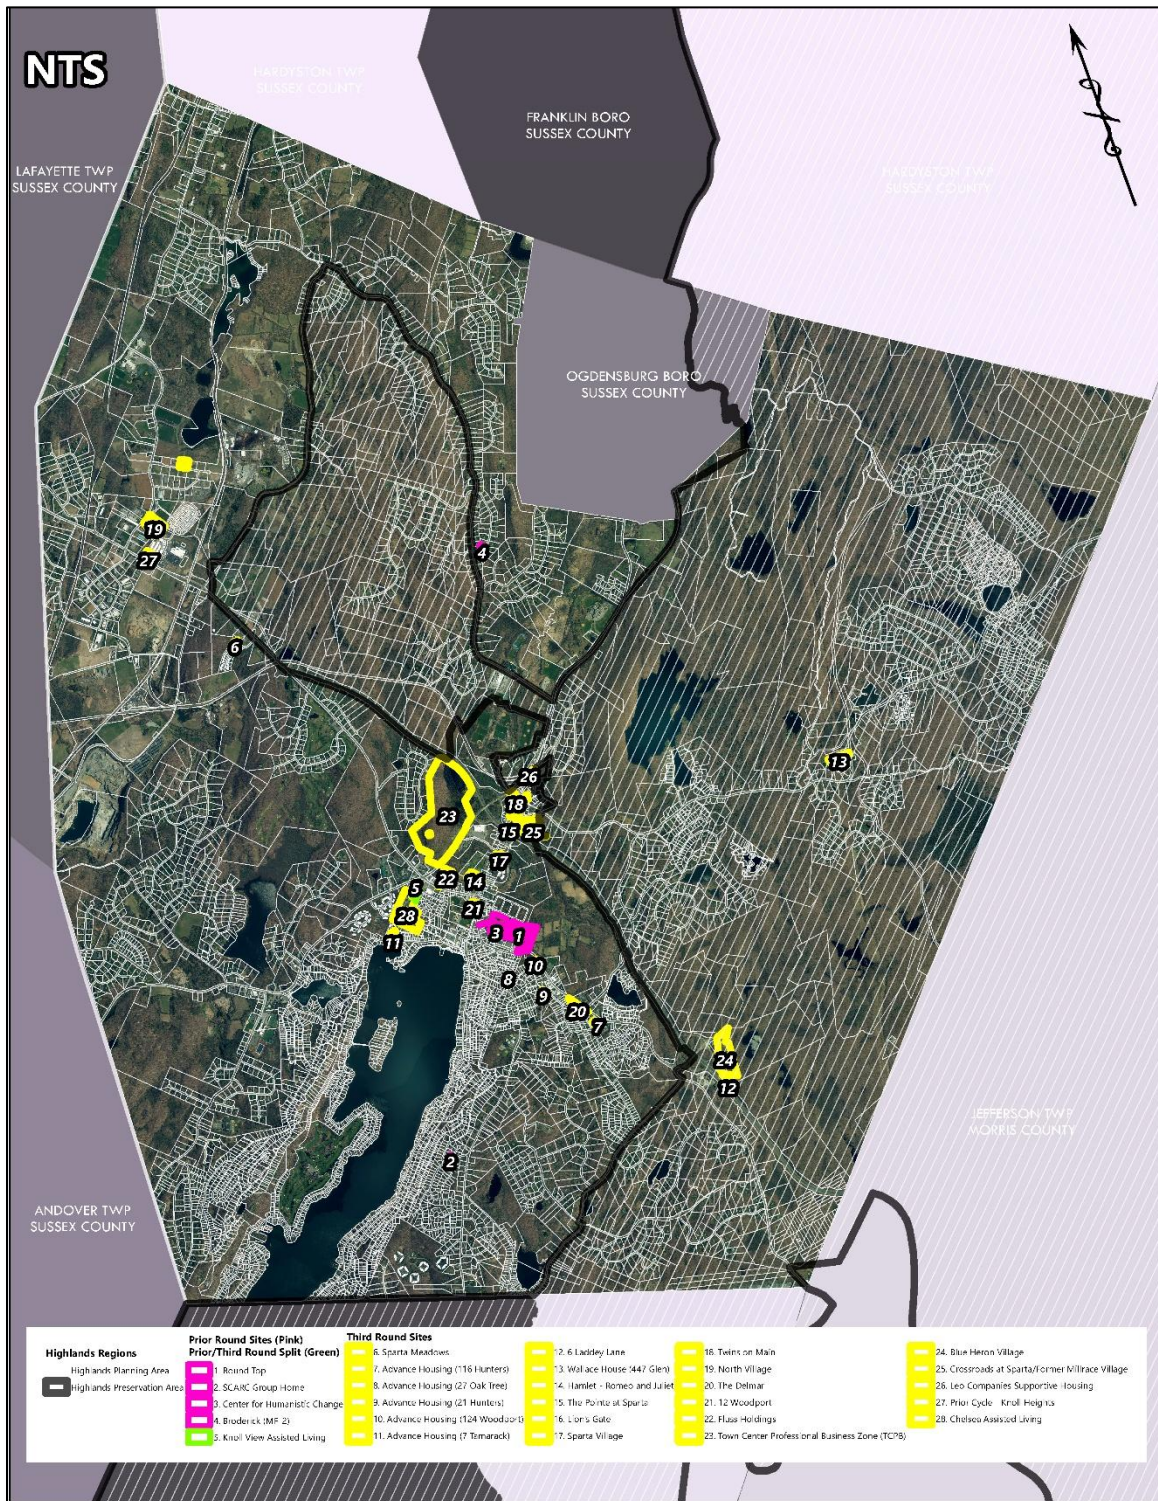 NTS
HARDYSTON TWP
SUSSEX COUNTY
FRANKLIN BORO
SUSSEX COUNTY
LAFAYETTE TWP
SUSSEX COUNTY
HARDYSTON TWP
SUSSEX COUNTY
OGDENSBURG BORO
SUSSEX COUNTY
19
27
4
6
13
26
18
23
15
25
17
22
14
5
21
28
3
1
11
10
8
9
20
7
24
12
2
JEFFERSON TWP
MORRIS COUNTY
ANDOVER TWP
SUSSEX COUNTY
Highlands Regions
Highlands Planning Area
Highlands Preservation Area
Prior Round Sites (Pink)
Prior/Third Round Split (Green)
1. Round Top
2. SCARC Group Home
3. Center for Humanistic Change
4. Broderick (MF-2)
5. Knoll View Assisted Living
Third Round Sites
6. Sparta Meadows
7. Advance Housing (116 Hunters)
8. Advance Housing (27 Oak Tree)
9. Advance Housing (21 Hunters)
10. Advance Housing (124 Woodport)
11. Advance Housing (7 Tamarack)
12. 6 Laddey Lane
13. Wallace House (447 Glen)
14. Hamlet - Romeo and Juliet
15. The Pointe at Sparta
16. Lion's Gate
17. Sparta Village
18. Twins on Main
19. North Village
20. The Delmar
21. 12 Woodport
22. Fluss Holdings
23. Town Center Professional Business Zone (TCPB)
24. Blue Heron Village
25. Crossroads at Sparta/Former Millrace Village
26. Leo Companies Supportive Housing
27. Prior Cycle - Knoll Heights
28. Chelsea Assisted Living